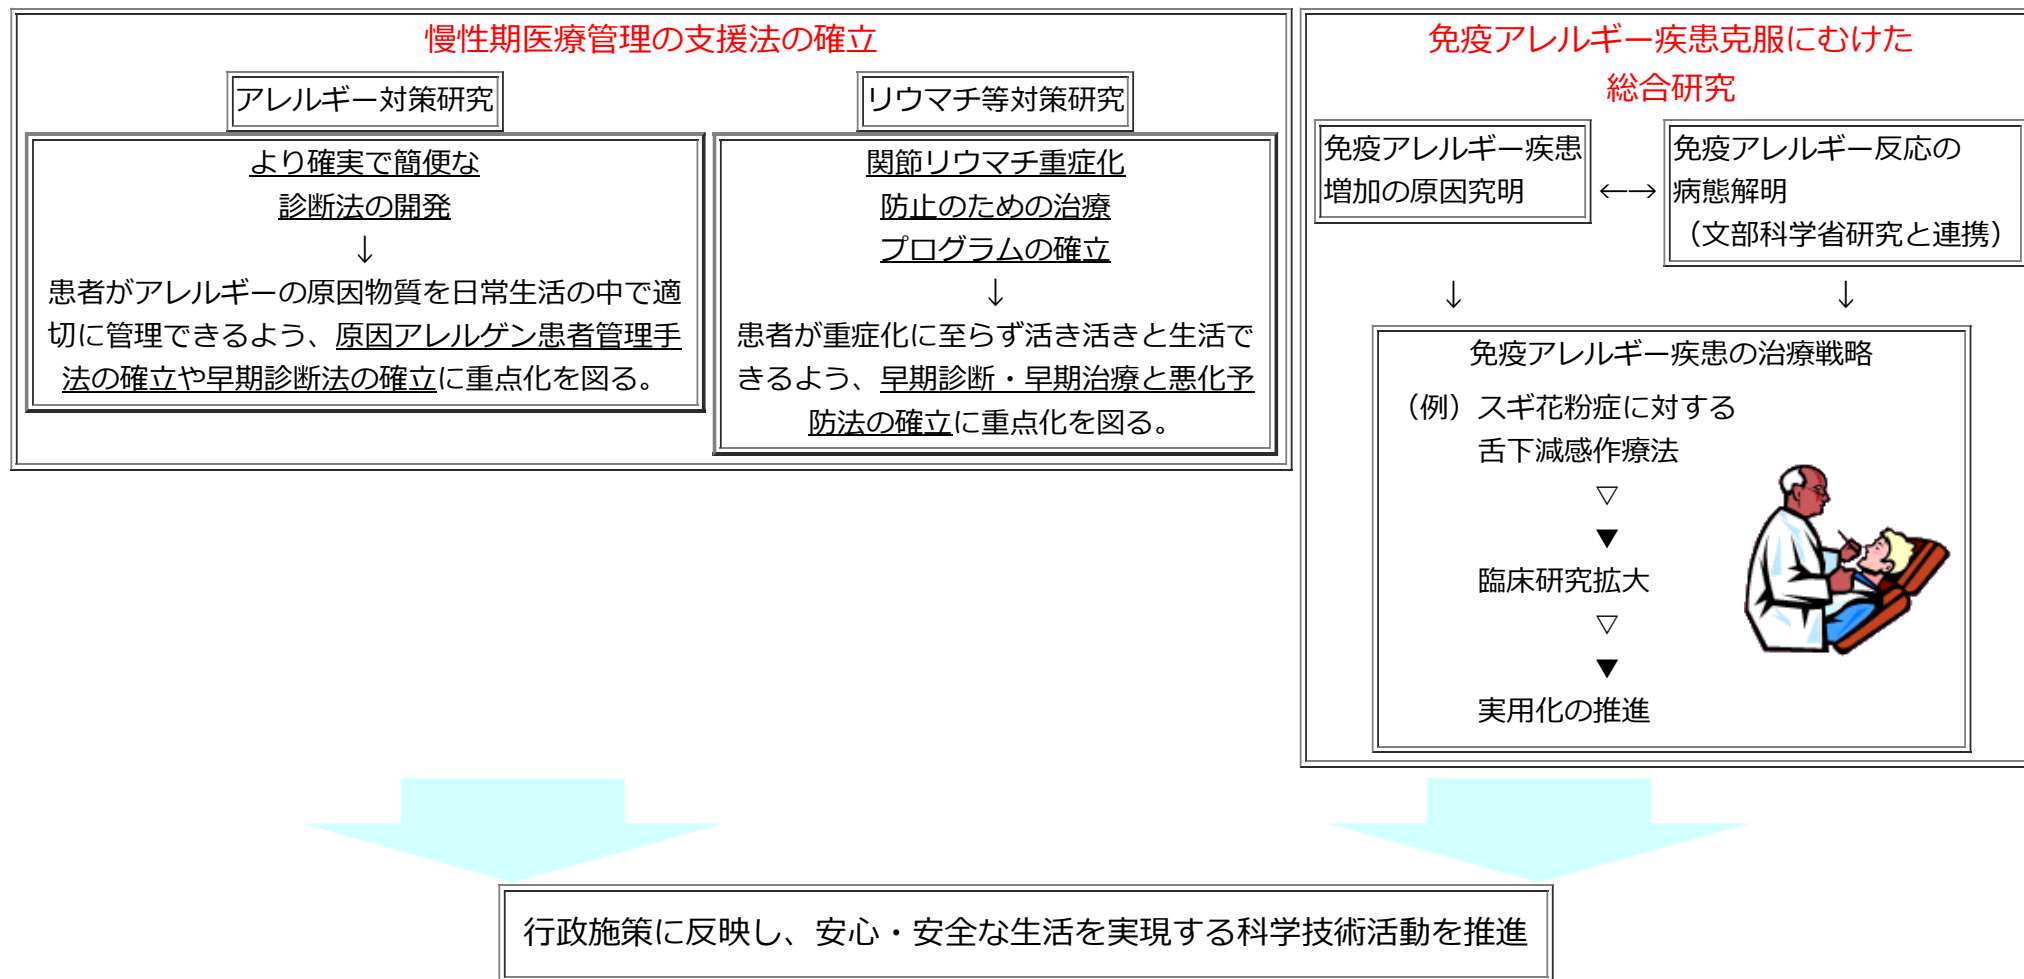 慢性期医療管理の支援法の確立
アレルギー対策研究
より確実で簡便な
診断法の開発
↓
患者がアレルギーの原因物質を日常生活の中で適
切に管理できるよう、原因アレルゲン患者管理手
法の確立や早期診断法の確立に重点化を図る。
リウマチ等対策研究
関節リウマチ重症化
防止のための治療
プログラムの確立
↓
患者が重症化に至らず活き活きと生活で
きるよう、早期診断・早期治療と悪化予
防法の確立に重点化を図る。
免疫アレルギー疾患克服にむけた
総合研究
免疫アレルギー疾患
増加の原因究明
←→
免疫アレルギー反応の
病態解明
（文部科学省研究と連携）
↓ ↓
免疫アレルギー疾患の治療戦略
（例）スギ花粉症に対する
舌下減感作療法
▽
▼
臨床研究拡大
▽
▼
実用化の推進
行政施策に反映し、安心・安全な生活を実現する科学技術活動を推進